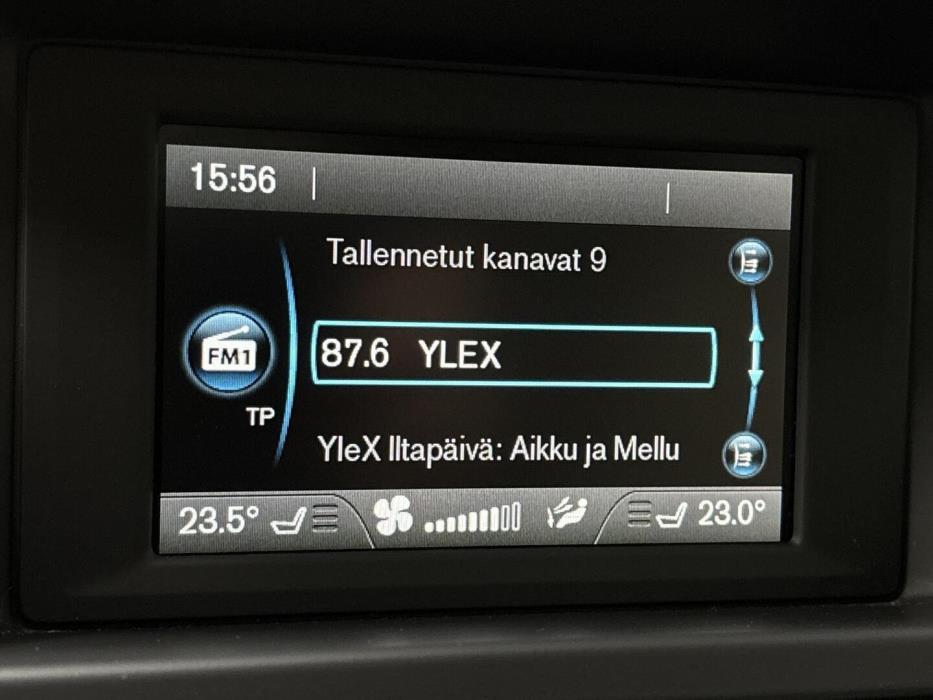 15:56
Tallennetut kanavat 9
FM1
87.6 YLEX
TP
YleX Iltapäivä: Aikku ja Mellu
23.5° 23.0°